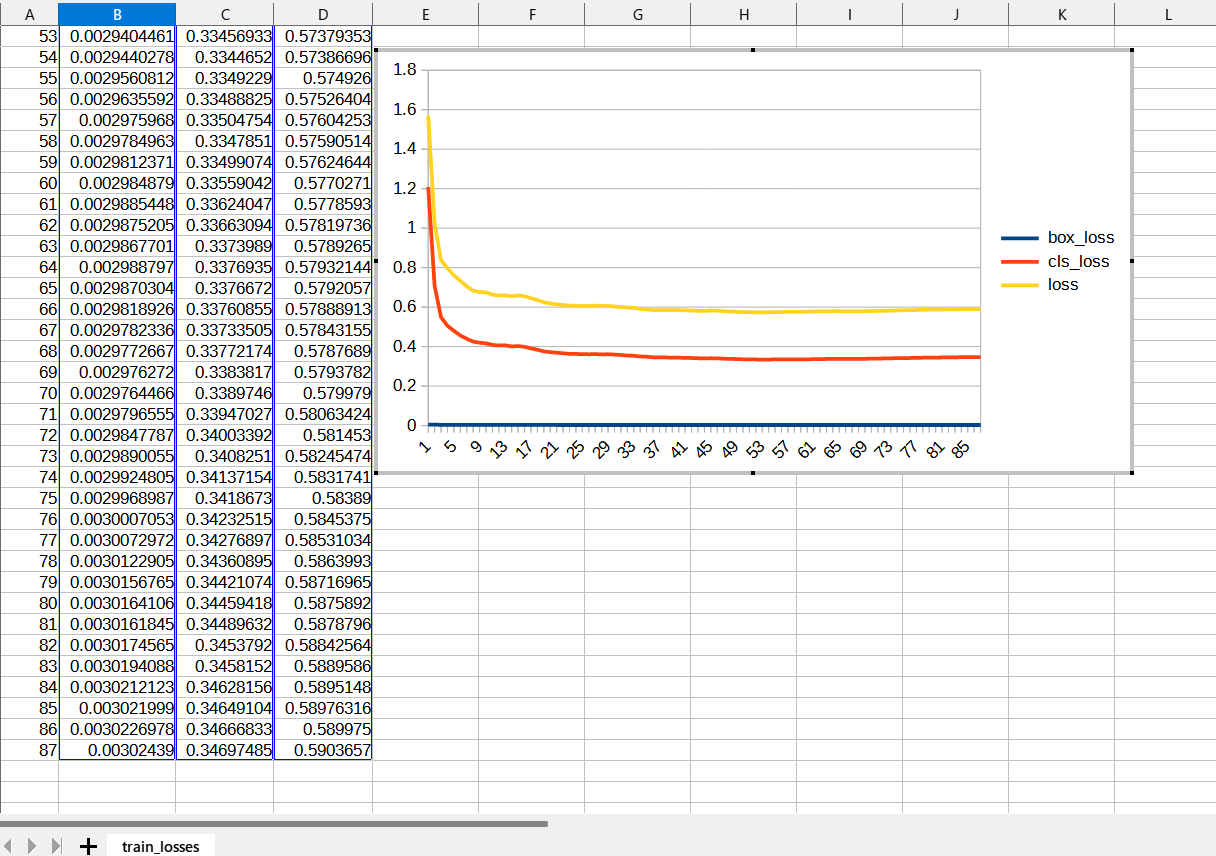 A B C D E F G H I J K L
53 0.0029404461 0.33456933 0.57379353
54 0.0029440278 0.3344652 0.57386696
55 0.0029560812 0.3349229 0.574926
56 0.0029635592 0.33488825 0.57526404
57 0.002975968 0.33504754 0.57604253
58 0.0029784963 0.3347851 0.57590514
59 0.0029812371 0.33499074 0.57624644
60 0.002984879 0.33559042 0.5770271
61 0.0029885448 0.33624047 0.5778593
62 0.0029875205 0.33663094 0.57819736
63 0.0029867701 0.3373989 0.5789265
64 0.002988797 0.3376935 0.57932144
65 0.0029870304 0.3376672 0.5792057
66 0.0029818926 0.33760855 0.57888913
67 0.0029782336 0.33733505 0.57843155
68 0.0029772667 0.33772174 0.5787689
69 0.002976272 0.3383817 0.5793782
70 0.0029764466 0.3389746 0.579979
71 0.0029796555 0.33947027 0.58063424
72 0.0029847787 0.34003392 0.581453
73 0.0029890055 0.3408251 0.58245474
74 0.0029924805 0.34137154 0.5831741
75 0.0029968987 0.3418673 0.58389
76 0.0030007053 0.34232515 0.5845375
77 0.0030072972 0.34276897 0.58531034
78 0.0030122905 0.34360895 0.5863993
79 0.0030156765 0.34421074 0.58716965
80 0.0030164106 0.34459418 0.5875892
81 0.0030161845 0.34489632 0.5878796
82 0.0030174565 0.3453792 0.58842564
83 0.0030194088 0.3458152 0.5889586
84 0.0030212123 0.34628156 0.5895148
85 0.003021999 0.34649104 0.58976316
86 0.0030226978 0.34666833 0.589975
87 0.00302439 0.34697485 0.5903657
1.8
1.6
1.4
1.2
1
0.8
0.6
0.4
0.2
0
1 5 9 13 17 21 25 29 33 37 41 45 49 53 57 61 65 69 73 77 81 85
box_loss
cls_loss
loss
train_losses